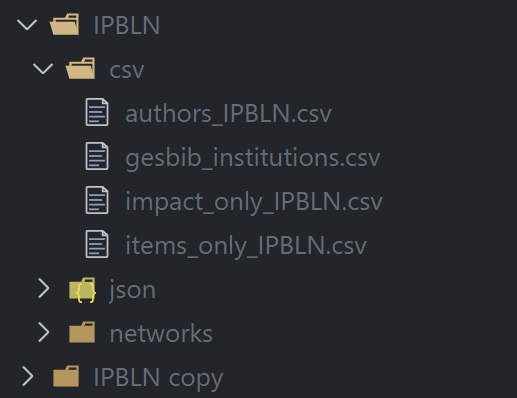 IPBLN
csv
authors_IPBLN.csv
gesbib_institutions.csv
impact_only_IPBLN.csv
items_only_IPBLN.csv
json
networks
IPBLN copy